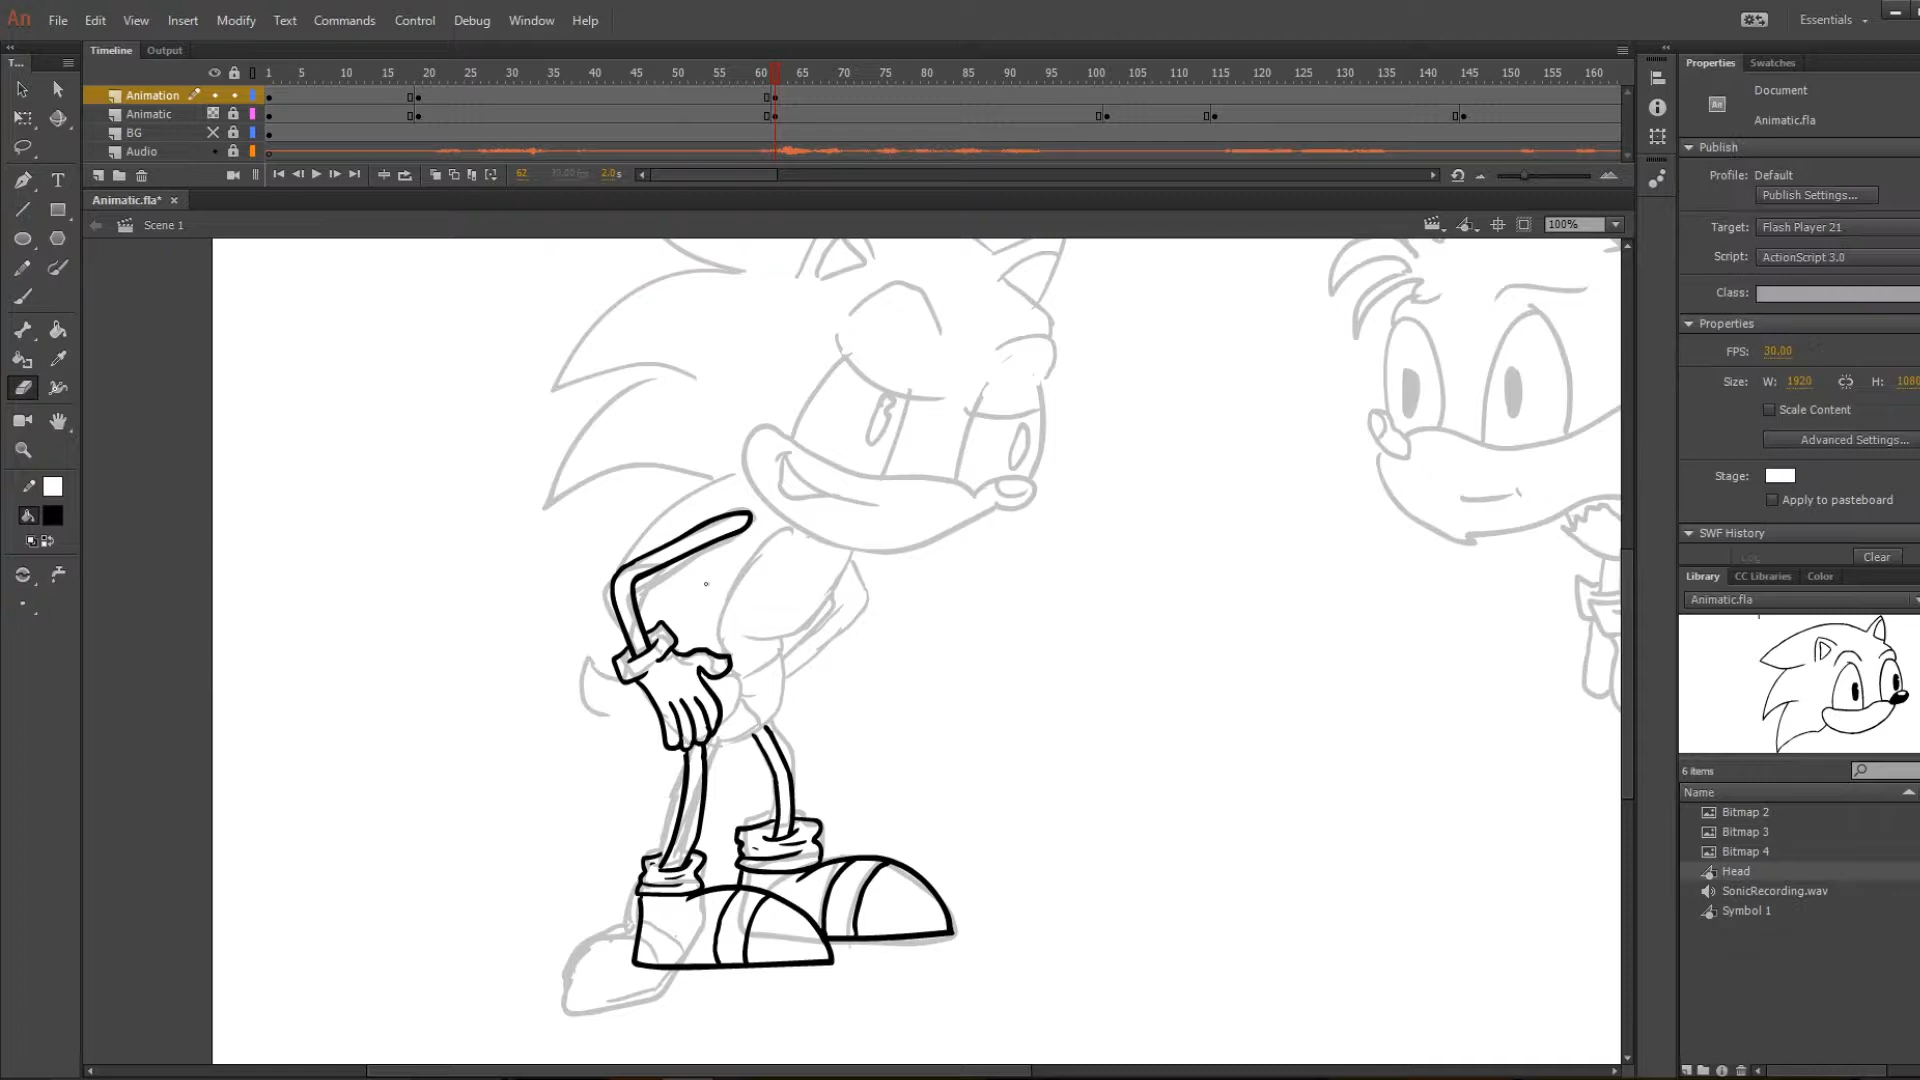 An File Edit View Insert Modify Text Commands Control Debug Window Help Essentials
T... Timeline Output Properties Swatches
1 5 10 15 20 25 30 35 40 45 50 55 60 65 70 75 80 85 90 95 100 105 110 115 120 125 130 135 140 145 150 155 160
Animation
Animatic
BG
Audio
62 30.00 fps 2.0 s
Animatic.fla* ×
Scene 1 100%
Document
Animatic.fla
Publish
Profile: Default
Publish Settings...
Target: Flash Player 21
Script: ActionScript 3.0
Class:
Properties
FPS: 30.00
Size: W: 1920 H: 1080
Scale Content
Advanced Settings...
Stage:
Apply to pasteboard
SWF History
Log Clear
Library CC Libraries Color
Animatic.fla
6 items
Name
Bitmap 2
Bitmap 3
Bitmap 4
Head
SonicRecording.wav
Symbol 1